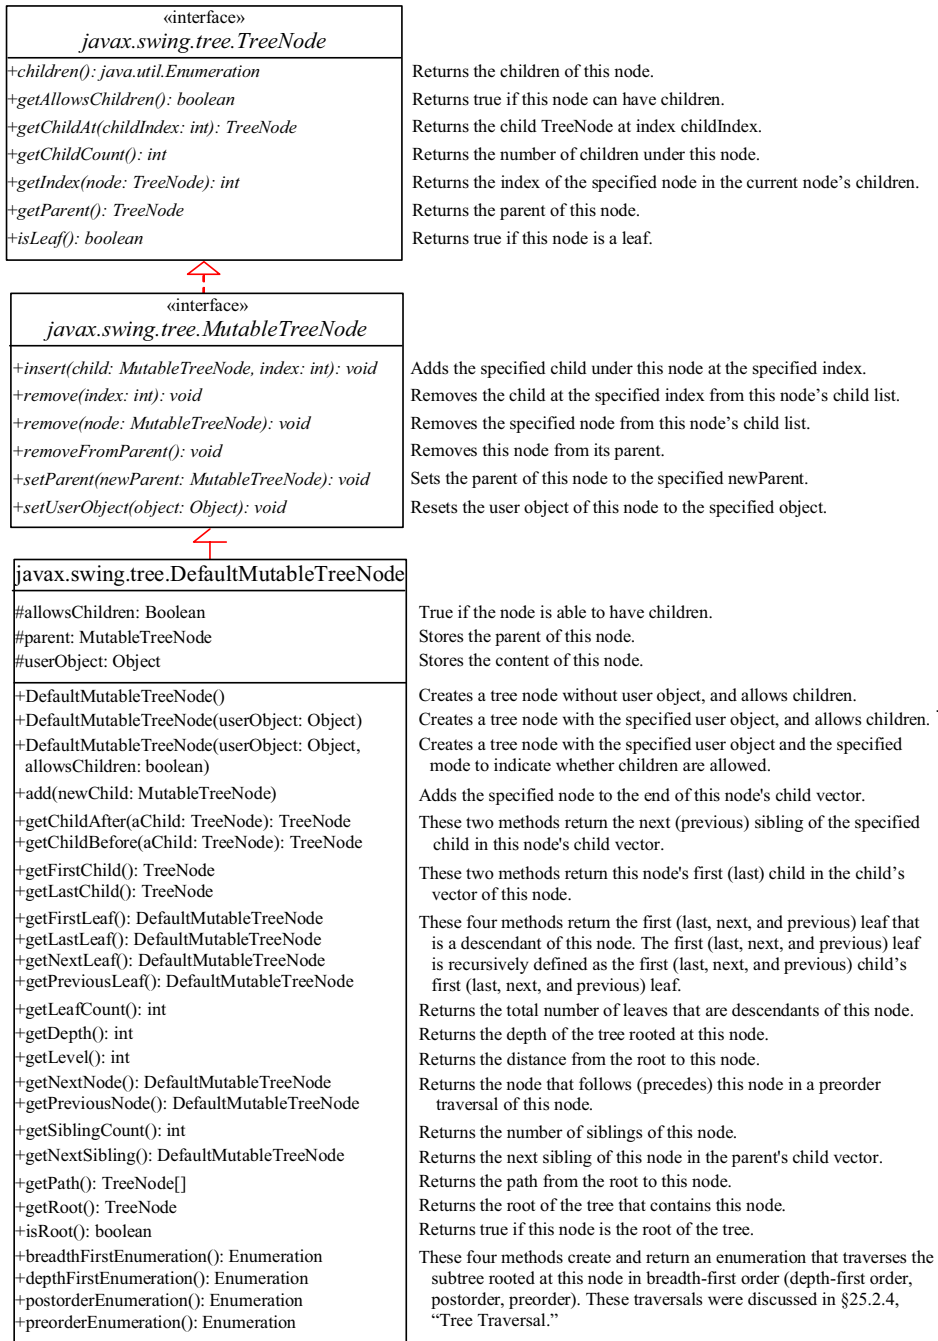 «interface»
javax.swing.tree.TreeNode
+children(): java.util.Enumeration
Returns the children of this node.
+getAllowsChildren(): boolean
Returns true if this node can have children.
+getChildAt(childIndex: int): TreeNode
Returns the child TreeNode at index childIndex.
+getChildCount(): int
Returns the number of children under this node.
+getIndex(node: TreeNode): int
Returns the index of the specified node in the current node’s children.
+getParent(): TreeNode
Returns the parent of this node.
+isLeaf(): boolean
Returns true if this node is a leaf.
«interface»
javax.swing.tree.MutableTreeNode
+insert(child: MutableTreeNode, index: int): void
Adds the specified child under this node at the specified index.
+remove(index: int): void
Removes the child at the specified index from this node’s child list.
+remove(node: MutableTreeNode): void
Removes the specified node from this node’s child list.
+removeFromParent(): void
Removes this node from its parent.
+setParent(newParent: MutableTreeNode): void
Sets the parent of this node to the specified newParent.
+setUserObject(object: Object): void
Resets the user object of this node to the specified object.
javax.swing.tree.DefaultMutableTreeNode
#allowsChildren: Boolean
True if the node is able to have children.
#parent: MutableTreeNode
Stores the parent of this node.
#userObject: Object
Stores the content of this node.
+DefaultMutableTreeNode()
Creates a tree node without user object, and allows children.
+DefaultMutableTreeNode(userObject: Object)
Creates a tree node with the specified user object, and allows children.
+DefaultMutableTreeNode(userObject: Object,
allowsChildren: boolean)
Creates a tree node with the specified user object and the specified
mode to indicate whether children are allowed.
+add(newChild: MutableTreeNode)
Adds the specified node to the end of this node's child vector.
+getChildAfter(aChild: TreeNode): TreeNode
+getChildBefore(aChild: TreeNode): TreeNode
These two methods return the next (previous) sibling of the specified
child in this node's child vector.
+getFirstChild(): TreeNode
+getLastChild(): TreeNode
These two methods return this node's first (last) child in the child’s
vector of this node.
+getFirstLeaf(): DefaultMutableTreeNode
+getLastLeaf(): DefaultMutableTreeNode
+getNextLeaf(): DefaultMutableTreeNode
+getPreviousLeaf(): DefaultMutableTreeNode
These four methods return the first (last, next, and previous) leaf that
is a descendant of this node. The first (last, next, and previous) leaf
is recursively defined as the first (last, next, and previous) child’s
first (last, next, and previous) leaf.
+getLeafCount(): int
Returns the total number of leaves that are descendants of this node.
+getDepth(): int
Returns the depth of the tree rooted at this node.
+getLevel(): int
Returns the distance from the root to this node.
+getNextNode(): DefaultMutableTreeNode
+getPreviousNode(): DefaultMutableTreeNode
Returns the node that follows (precedes) this node in a preorder
traversal of this node.
+getSiblingCount(): int
Returns the number of siblings of this node.
+getNextSibling(): DefaultMutableTreeNode
Returns the next sibling of this node in the parent's child vector.
+getPath(): TreeNode[]
Returns the path from the root to this node.
+getRoot(): TreeNode
Returns the root of the tree that contains this node.
+isRoot(): boolean
Returns true if this node is the root of the tree.
+breadthFirstEnumeration(): Enumeration
+depthFirstEnumeration(): Enumeration
+postorderEnumeration(): Enumeration
+preorderEnumeration(): Enumeration
These four methods create and return an enumeration that traverses the
subtree rooted at this node in breadth-first order (depth-first order,
postorder, preorder). These traversals were discussed in §25.2.4,
“Tree Traversal.”